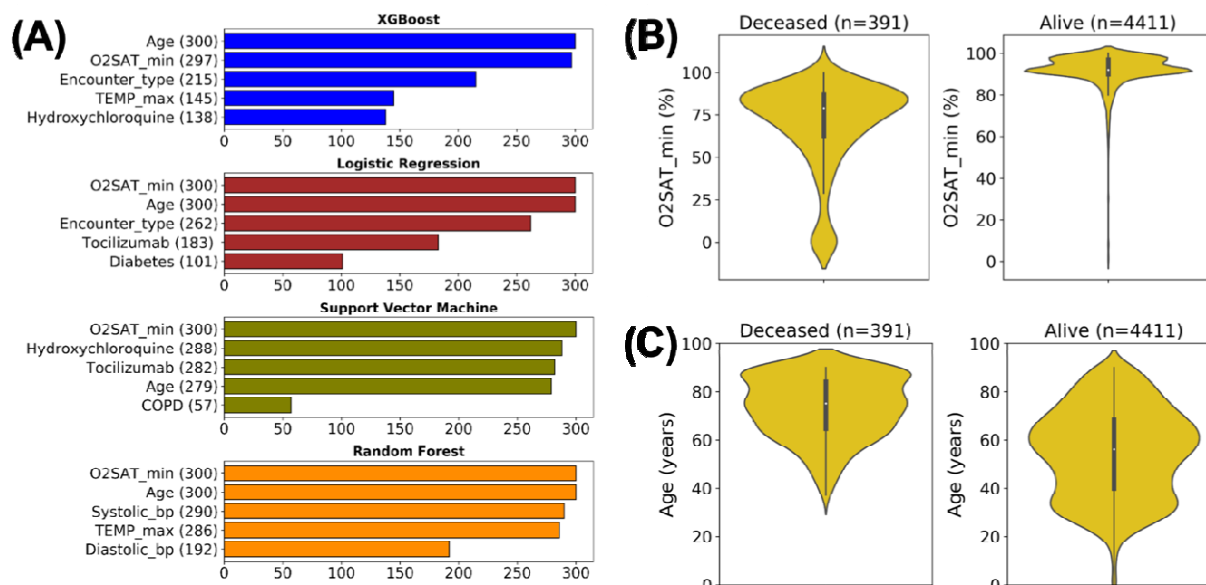 (A)
XGBoost
Age (300)
O2SAT_min (297)
Encounter_type (215)
TEMP_max (145)
Hydroxychloroquine (138)
0 50 100 150 200 250 300
Logistic Regression
O2SAT_min (300)
Age (300)
Encounter_type (262)
Tocilizumab (183)
Diabetes (101)
0 50 100 150 200 250 300
Support Vector Machine
O2SAT_min (300)
Hydroxychloroquine (288)
Tocilizumab (282)
Age (279)
COPD (57)
0 50 100 150 200 250 300
Random Forest
O2SAT_min (300)
Age (300)
Systolic_bp (290)
TEMP_max (286)
Diastolic_bp (192)
0 50 100 150 200 250 300
(B)
Deceased (n=391)
O2SAT_min (%)
100
75
50
25
0
Alive (n=4411)
O2SAT_min (%)
100
80
60
40
20
0
(C)
Deceased (n=391)
Age (years)
100
80
60
40
20
0
Alive (n=4411)
Age (years)
100
80
60
40
20
0